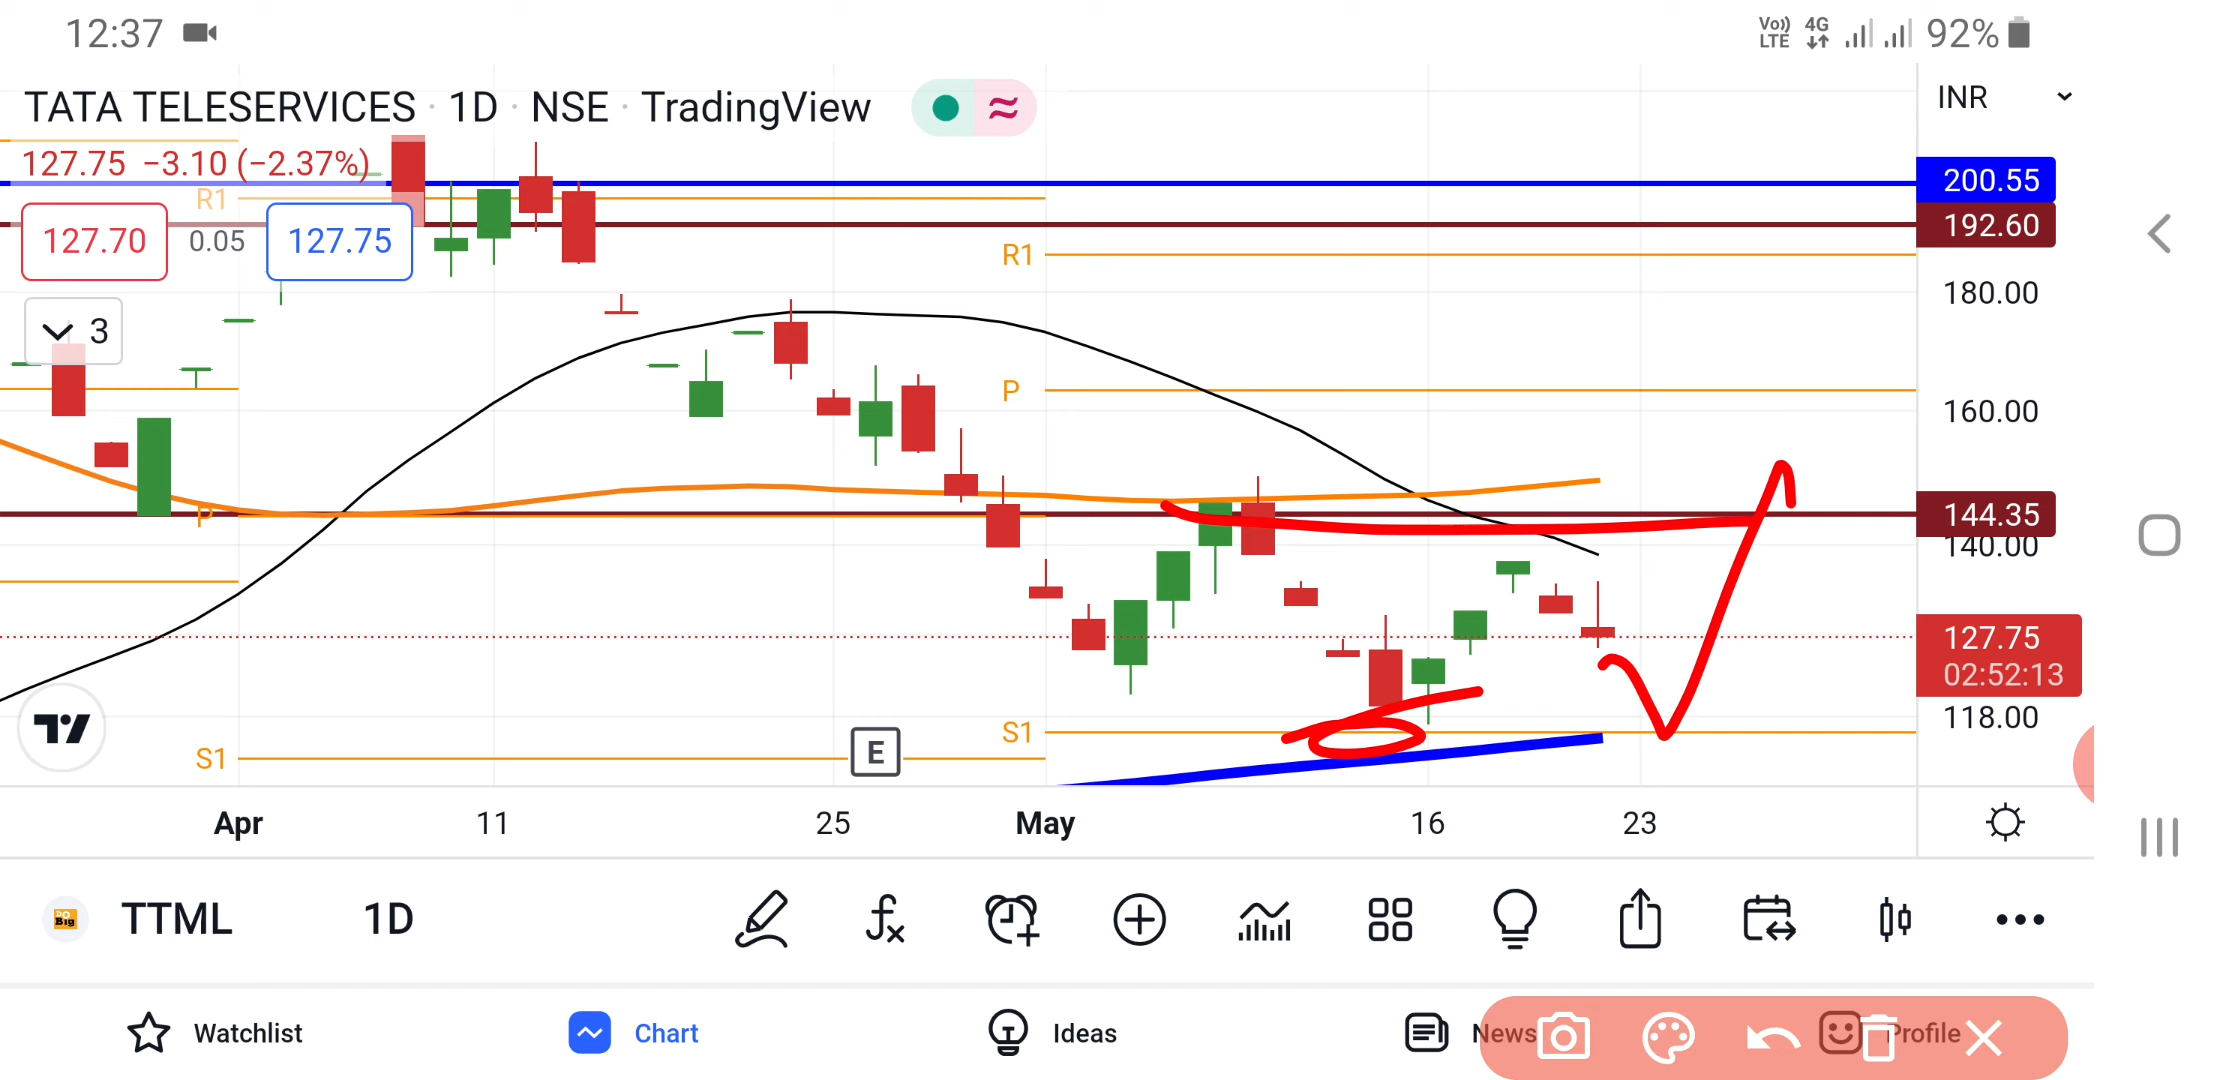 12:37
Vo)) LTE 4G 92%
TATA TELESERVICES · 1D · NSE · TradingView
INR
127.75 −3.10 (−2.37%)
200.55
R1
192.60
127.70 0.05 127.75
R1
180.00
3
P
160.00
P
144.35
140.00
127.75
02:52:13
118.00
S1
S1
E
Apr 11 25 May 16 23
DO Big TTML 1D
Watchlist Chart Ideas News Profile